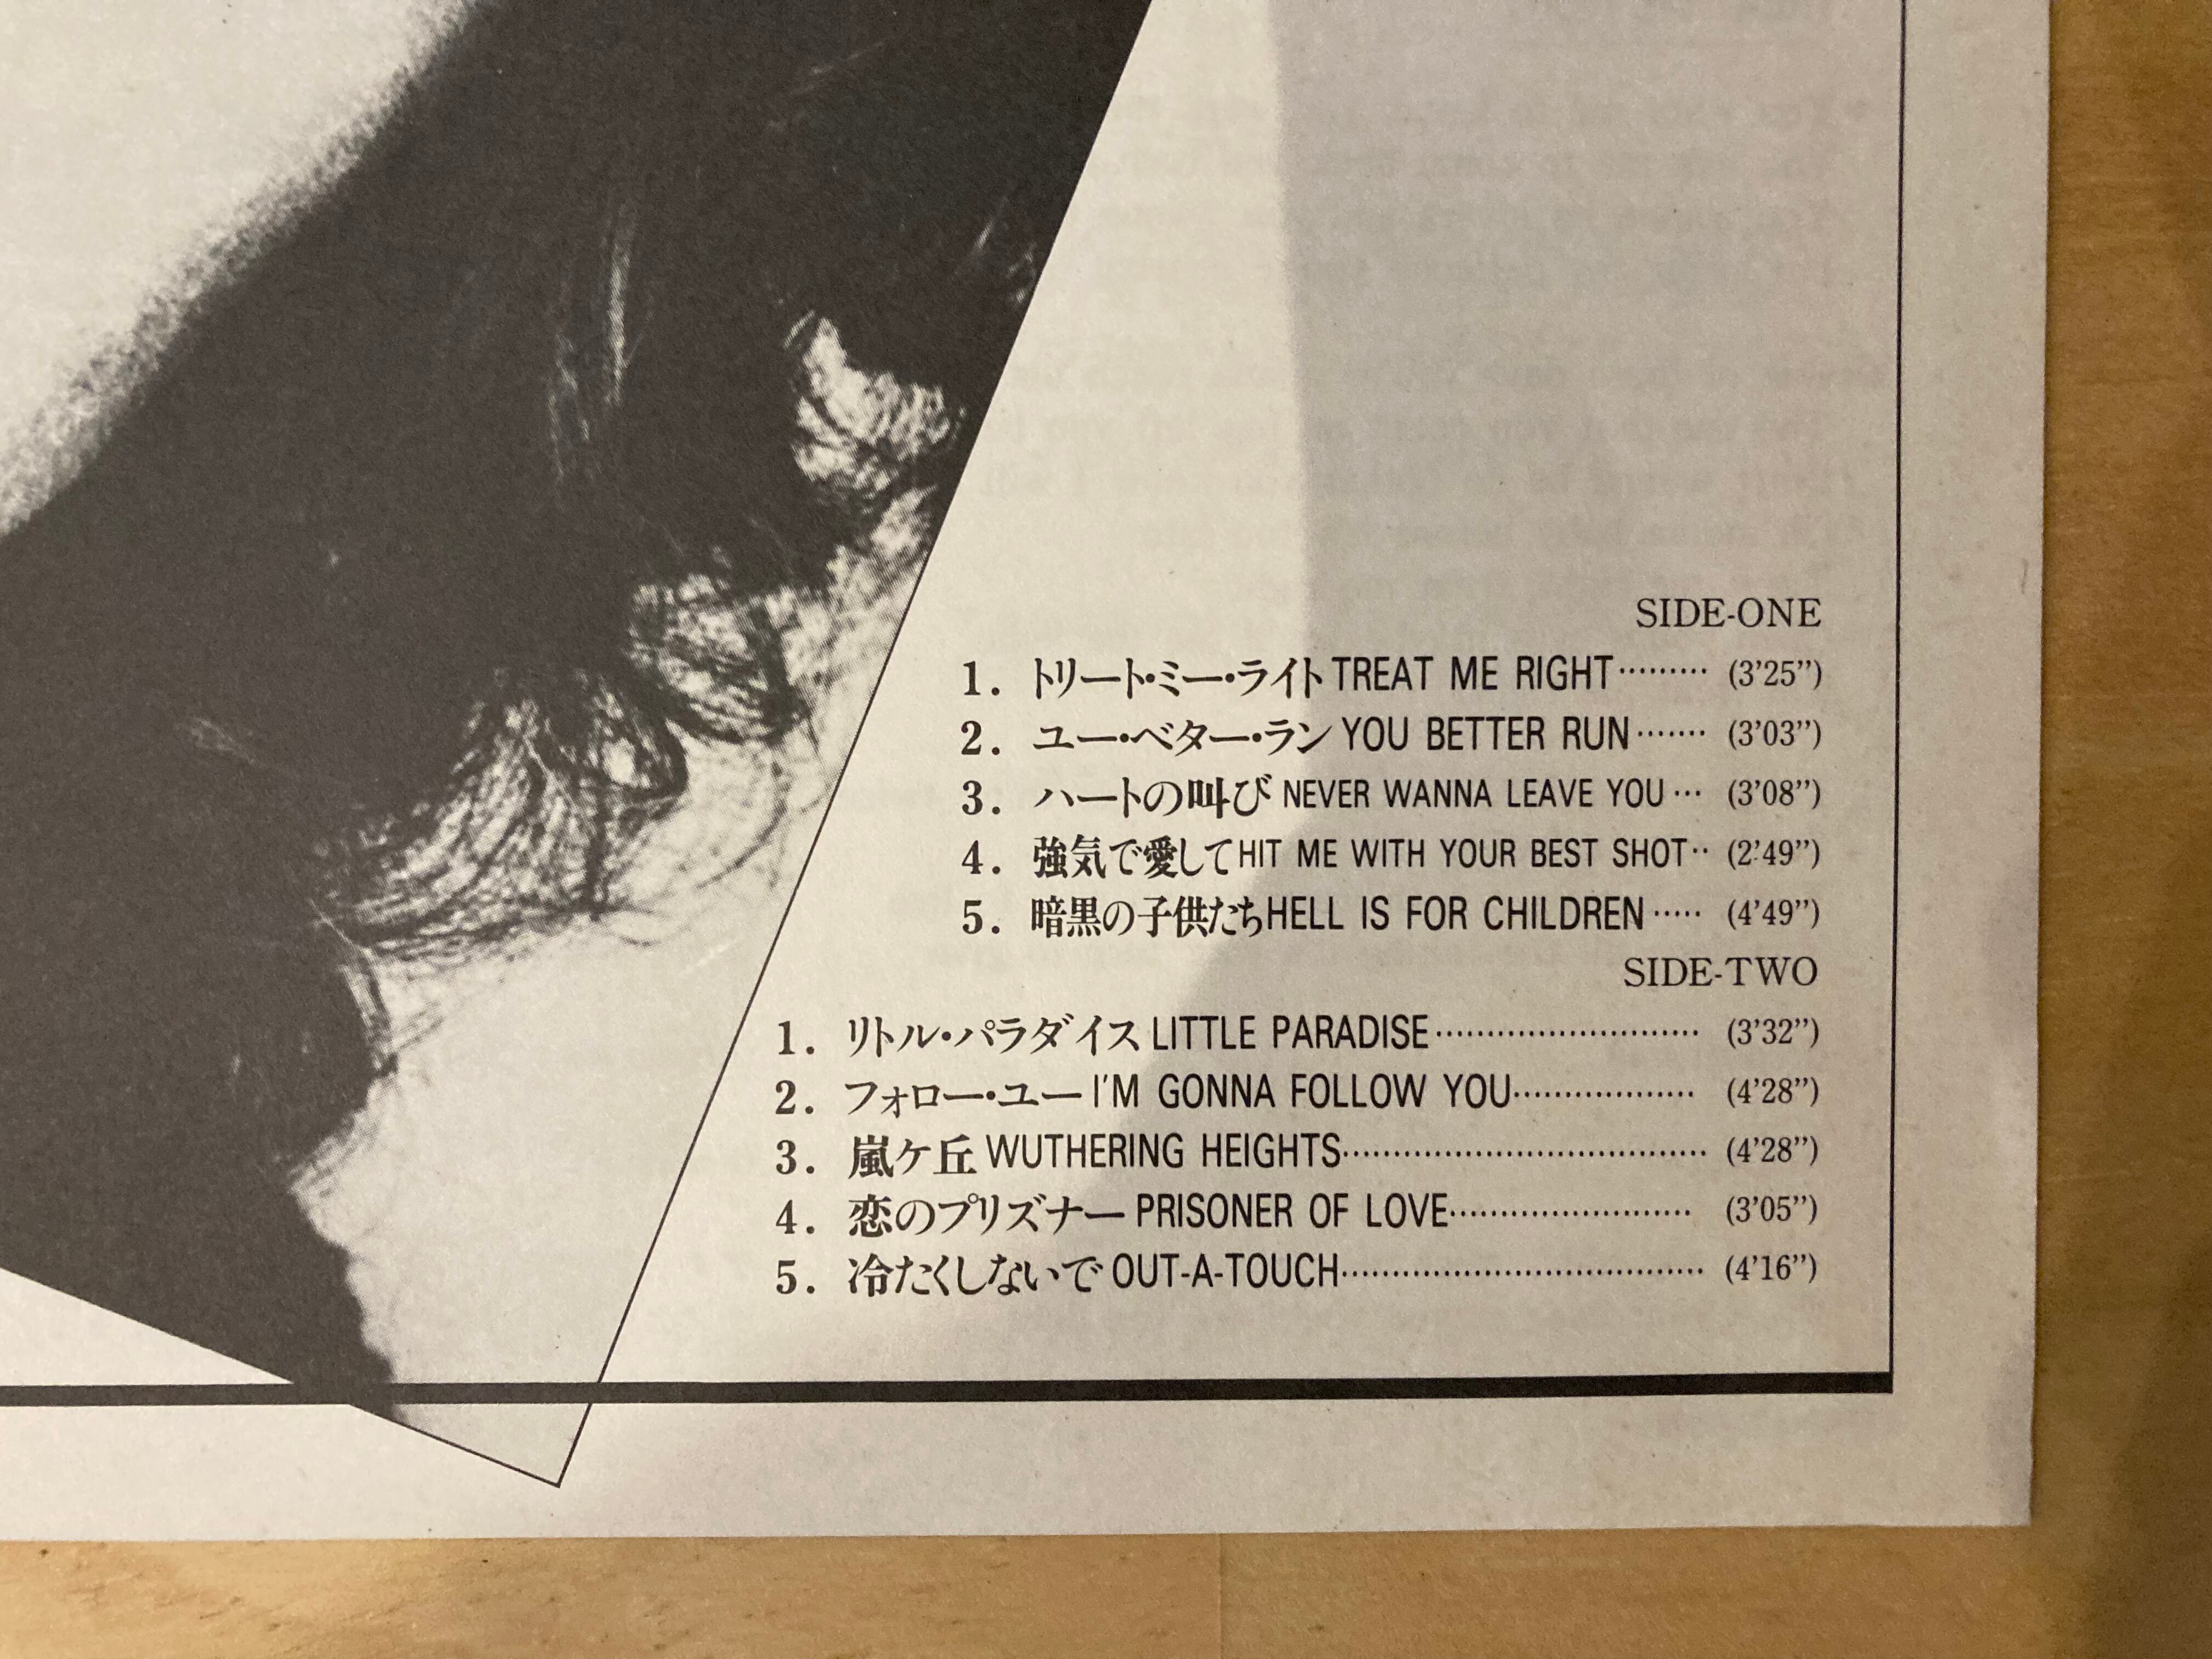 SIDE-ONE
1. トリート・ミー・ライト TREAT ME RIGHT ········· (3'25")
2. ユー・ベター・ラン YOU BETTER RUN ······· (3'03")
3. ハートの叫び NEVER WANNA LEAVE YOU ··· (3'08")
4. 強気で愛して HIT ME WITH YOUR BEST SHOT ·· (2'49")
5. 暗黒の子供たち HELL IS FOR CHILDREN ····· (4'49")
SIDE-TWO
1. リトル・パラダイス LITTLE PARADISE ·························· (3'32")
2. フォロー・ユー I'M GONNA FOLLOW YOU ·················· (4'28")
3. 嵐ケ丘 WUTHERING HEIGHTS ··································· (4'28")
4. 恋のプリズナー PRISONER OF LOVE ························ (3'05")
5. 冷たくしないで OUT-A-TOUCH ··································· (4'16")